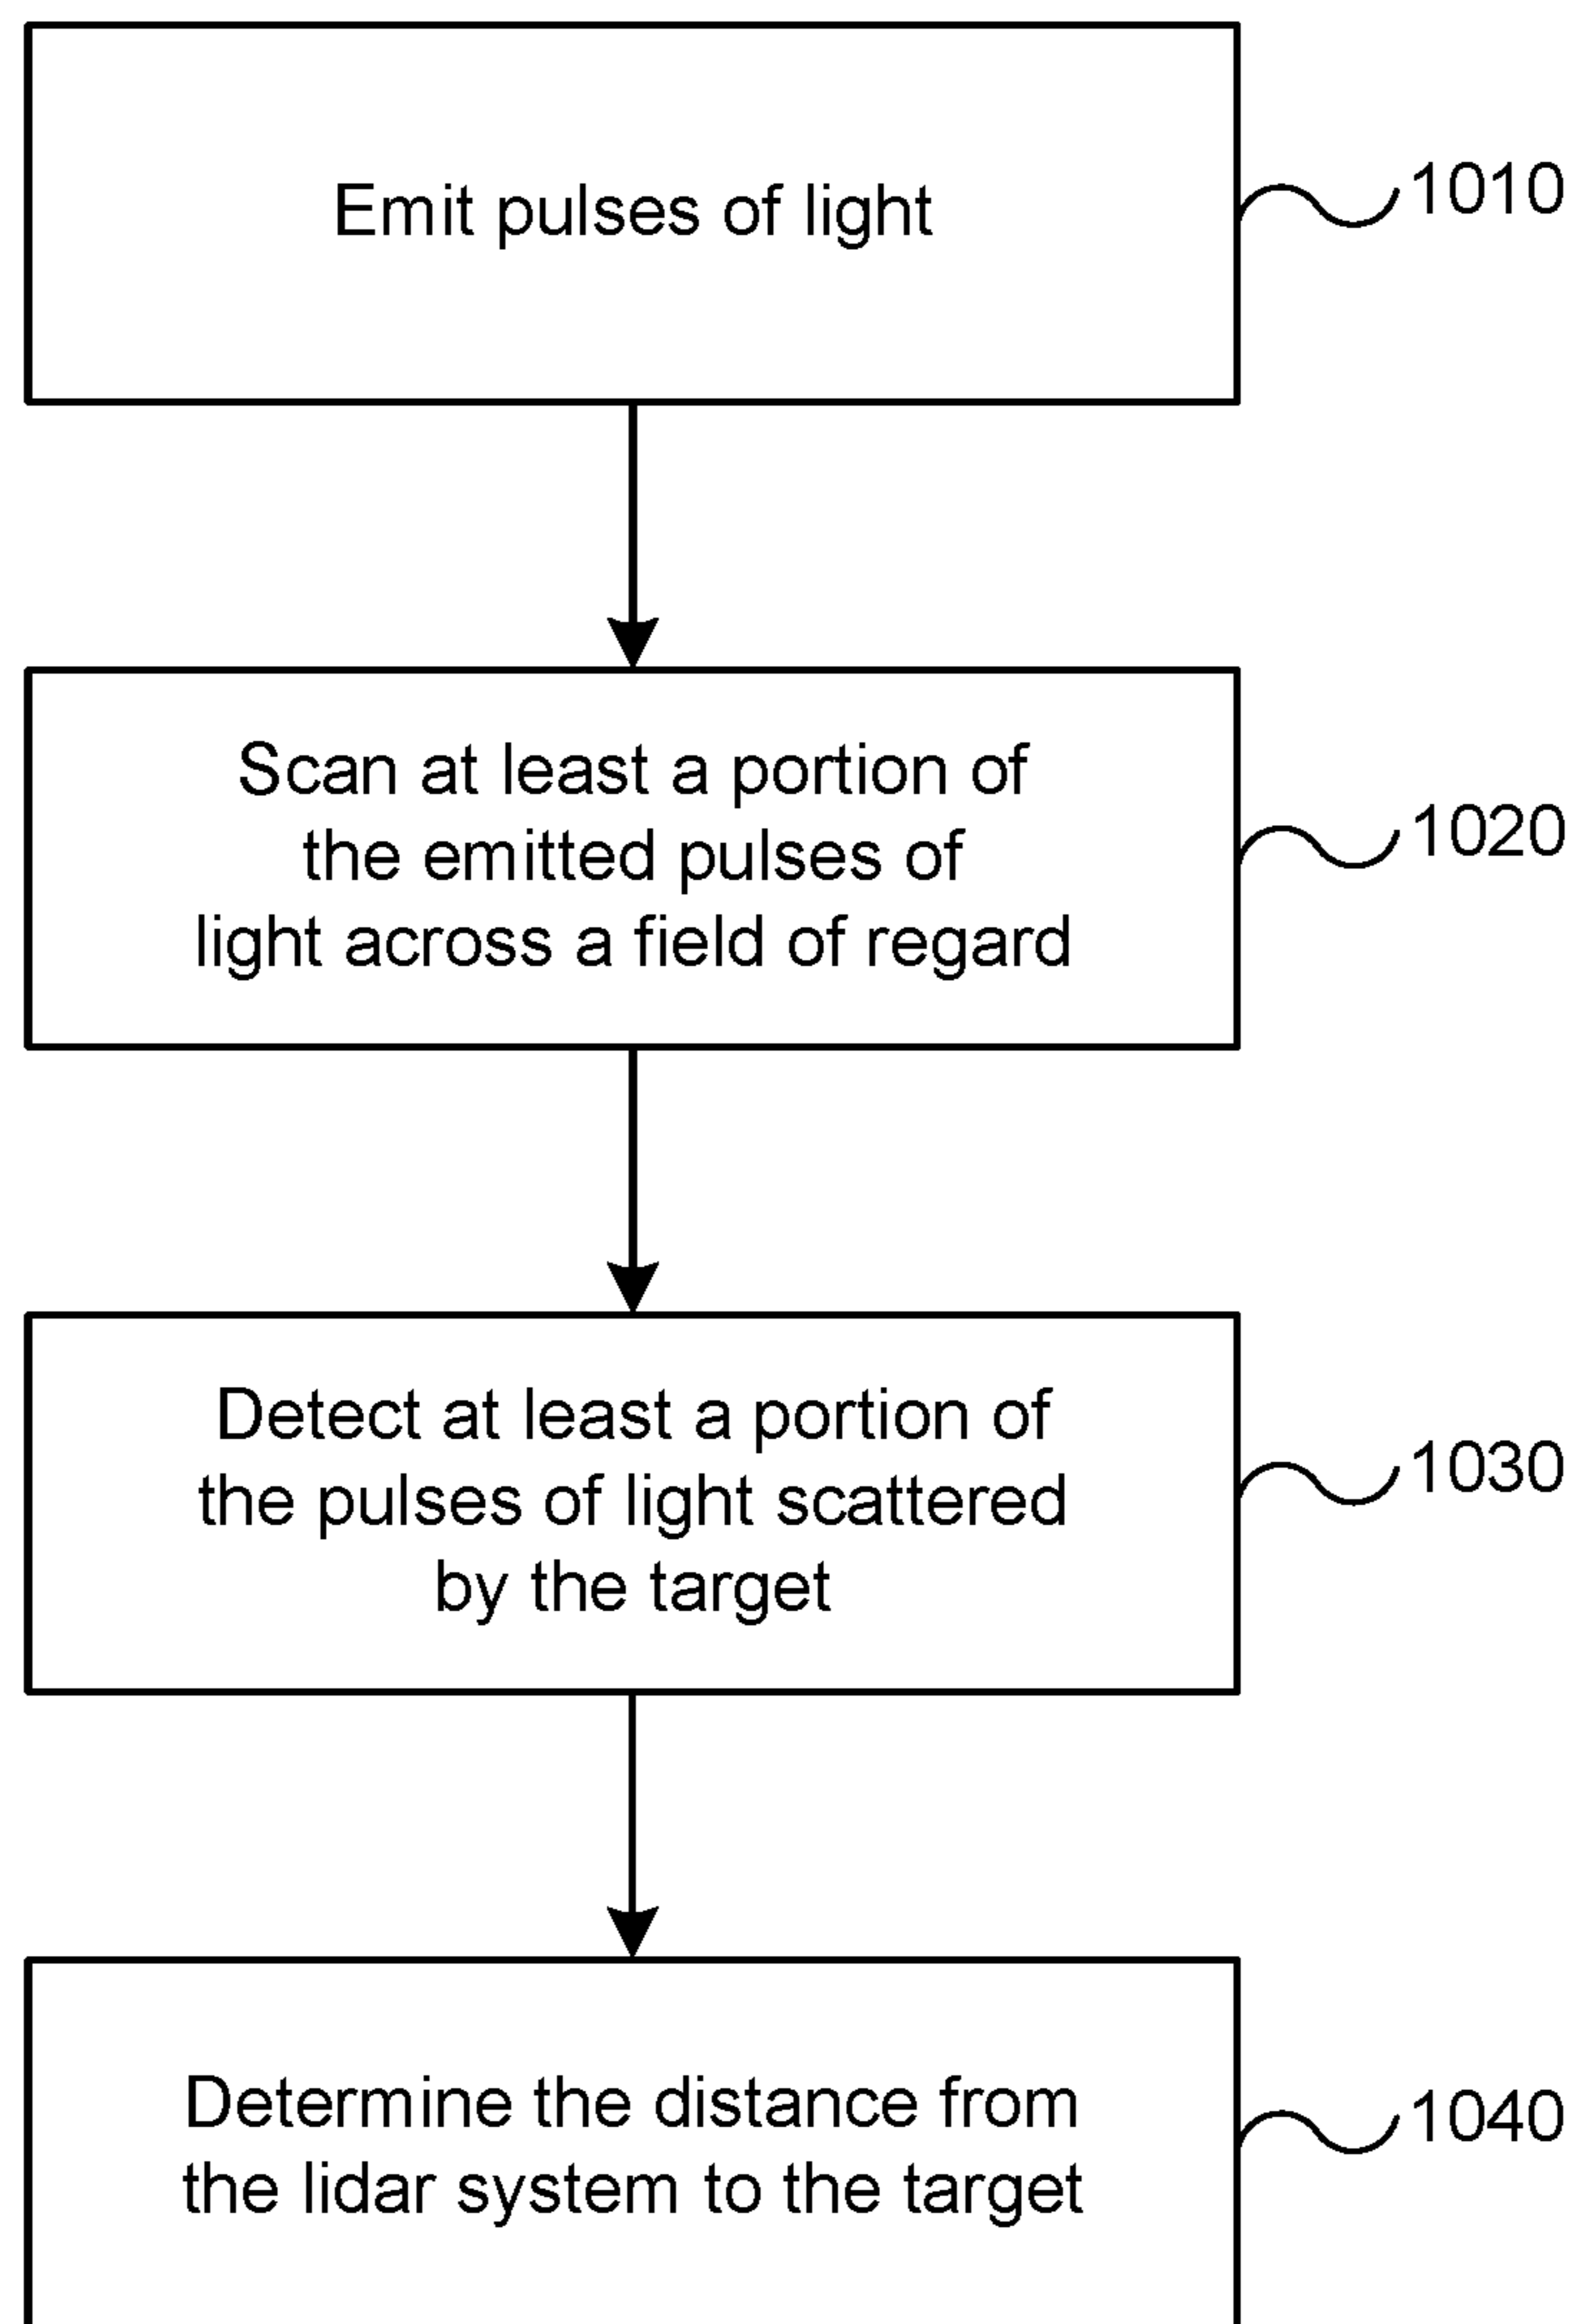 Emit pulses of light
1010
Scan at least a portion of
the emitted pulses of
light across a field of regard
1020
Detect at least a portion of
the pulses of light scattered
by the target
1030
Determine the distance from
the lidar system to the target
1040